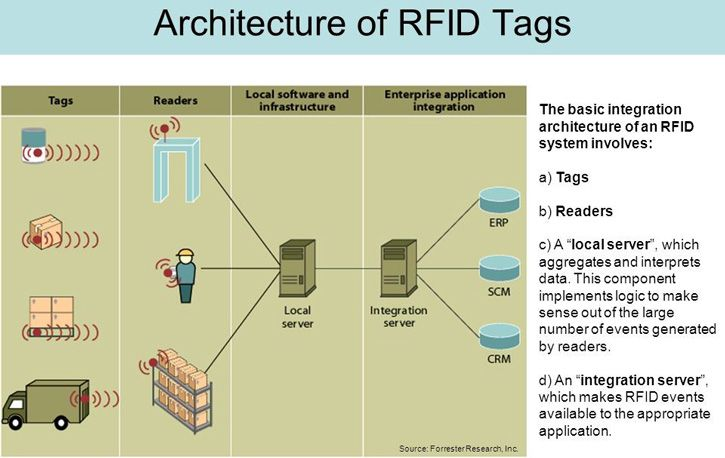 Architecture of RFID Tags
Tags
Readers
Local software and
infrastructure
Enterprise application
integration
ERP
SCM
CRM
Local
server
Integration
server
Source: Forrester Research, Inc.
The basic integration
architecture of an RFID
system involves:
a) Tags
b) Readers
c) A “local server”, which
aggregates and interprets
data. This component
implements logic to make
sense out of the large
number of events generated
by readers.
d) An “integration server”,
which makes RFID events
available to the appropriate
application.